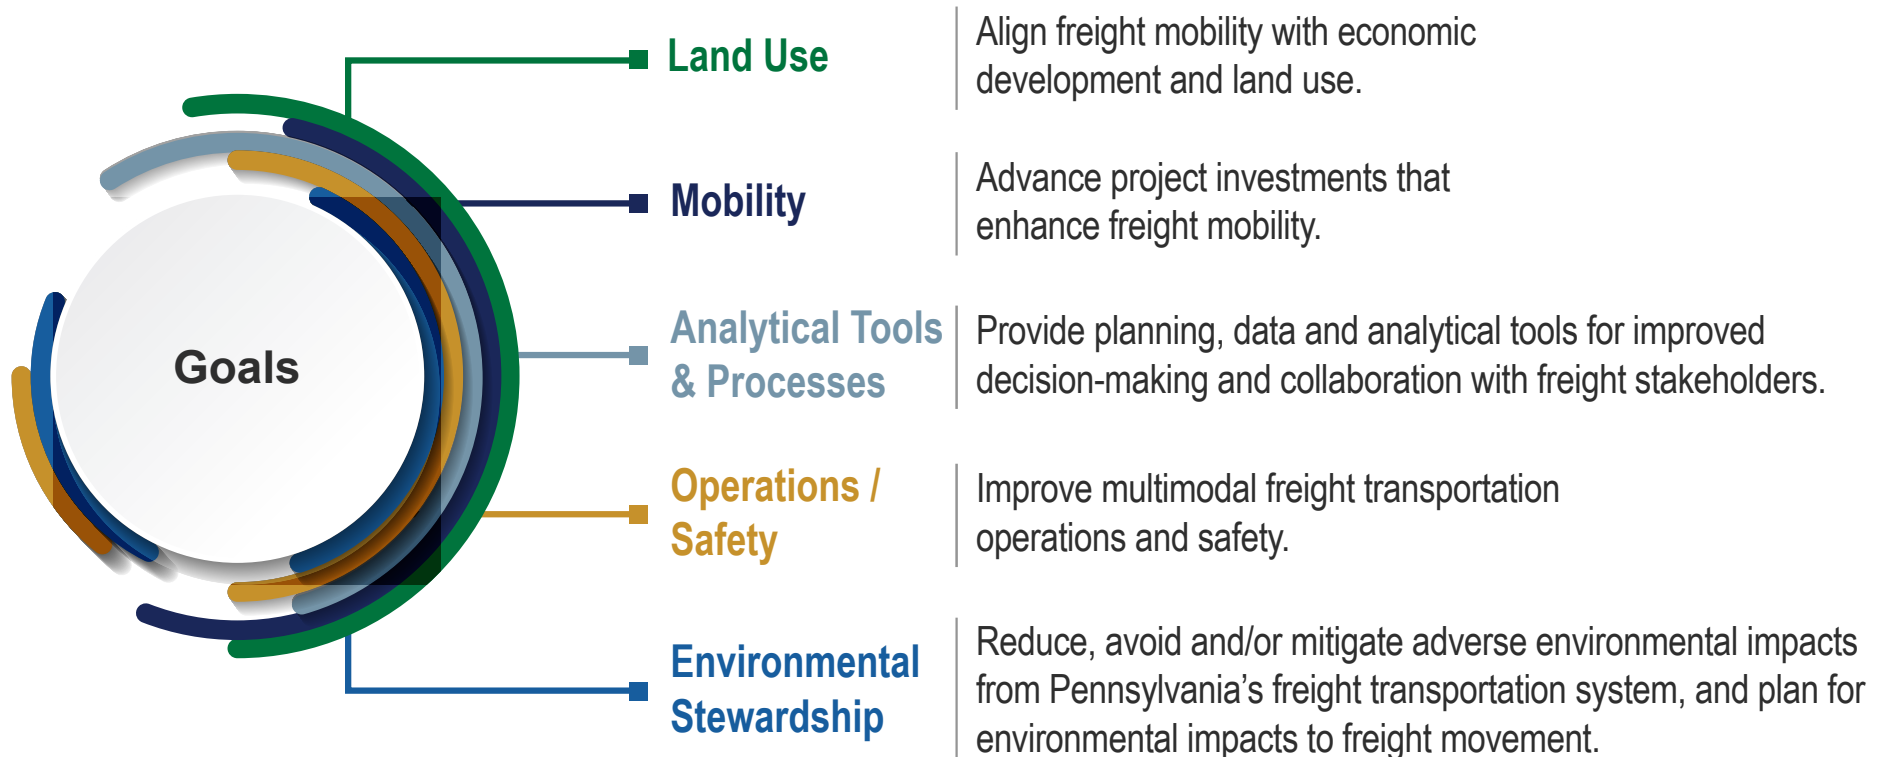 Goals
Land Use
Align freight mobility with economic
development and land use.
Mobility
Advance project investments that
enhance freight mobility.
Analytical Tools
& Processes
Provide planning, data and analytical tools for improved
decision-making and collaboration with freight stakeholders.
Operations /
Safety
Improve multimodal freight transportation
operations and safety.
Environmental
Stewardship
Reduce, avoid and/or mitigate adverse environmental impacts
from Pennsylvania’s freight transportation system, and plan for
environmental impacts to freight movement.